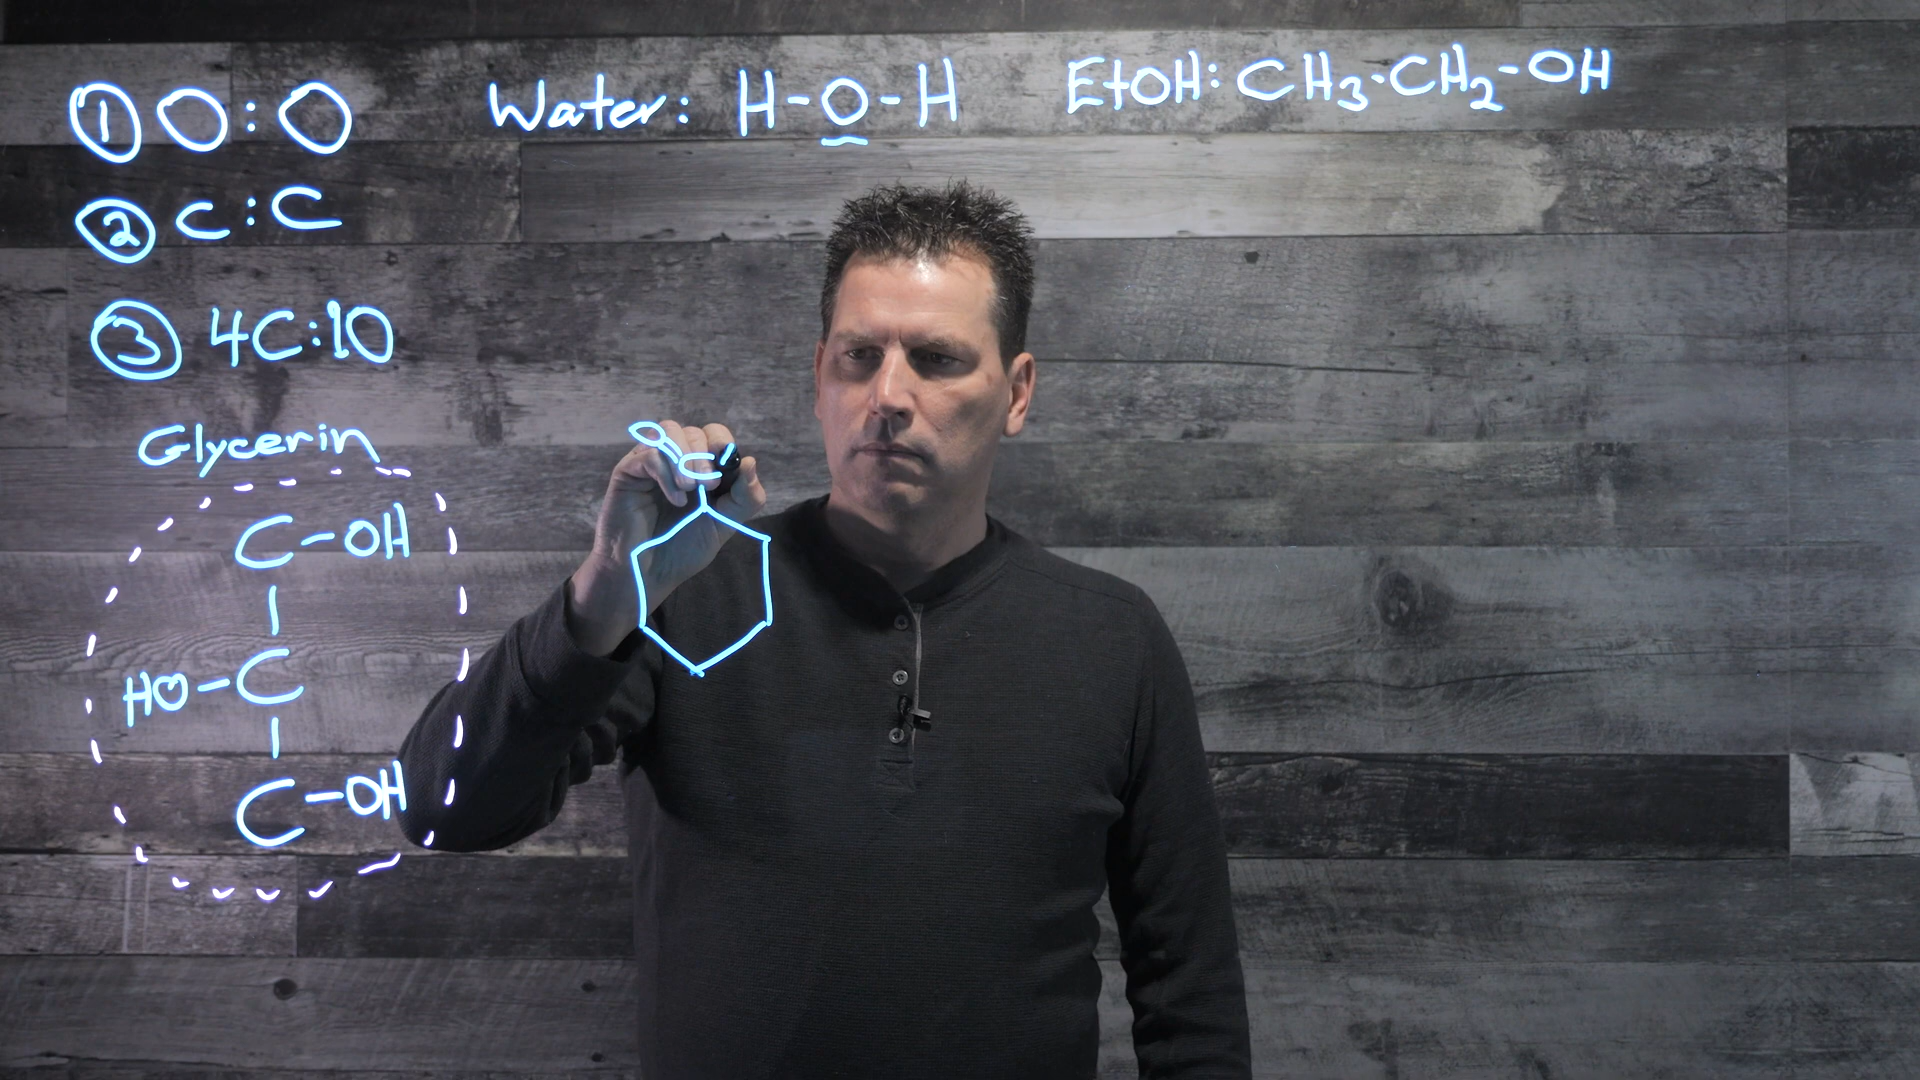 ① O : O
Water: H-O-H
EtOH: CH3-CH2-OH
② C : C
③ 4C:1O
Glycerin
C-OH
HO-C
C-OH
O=C